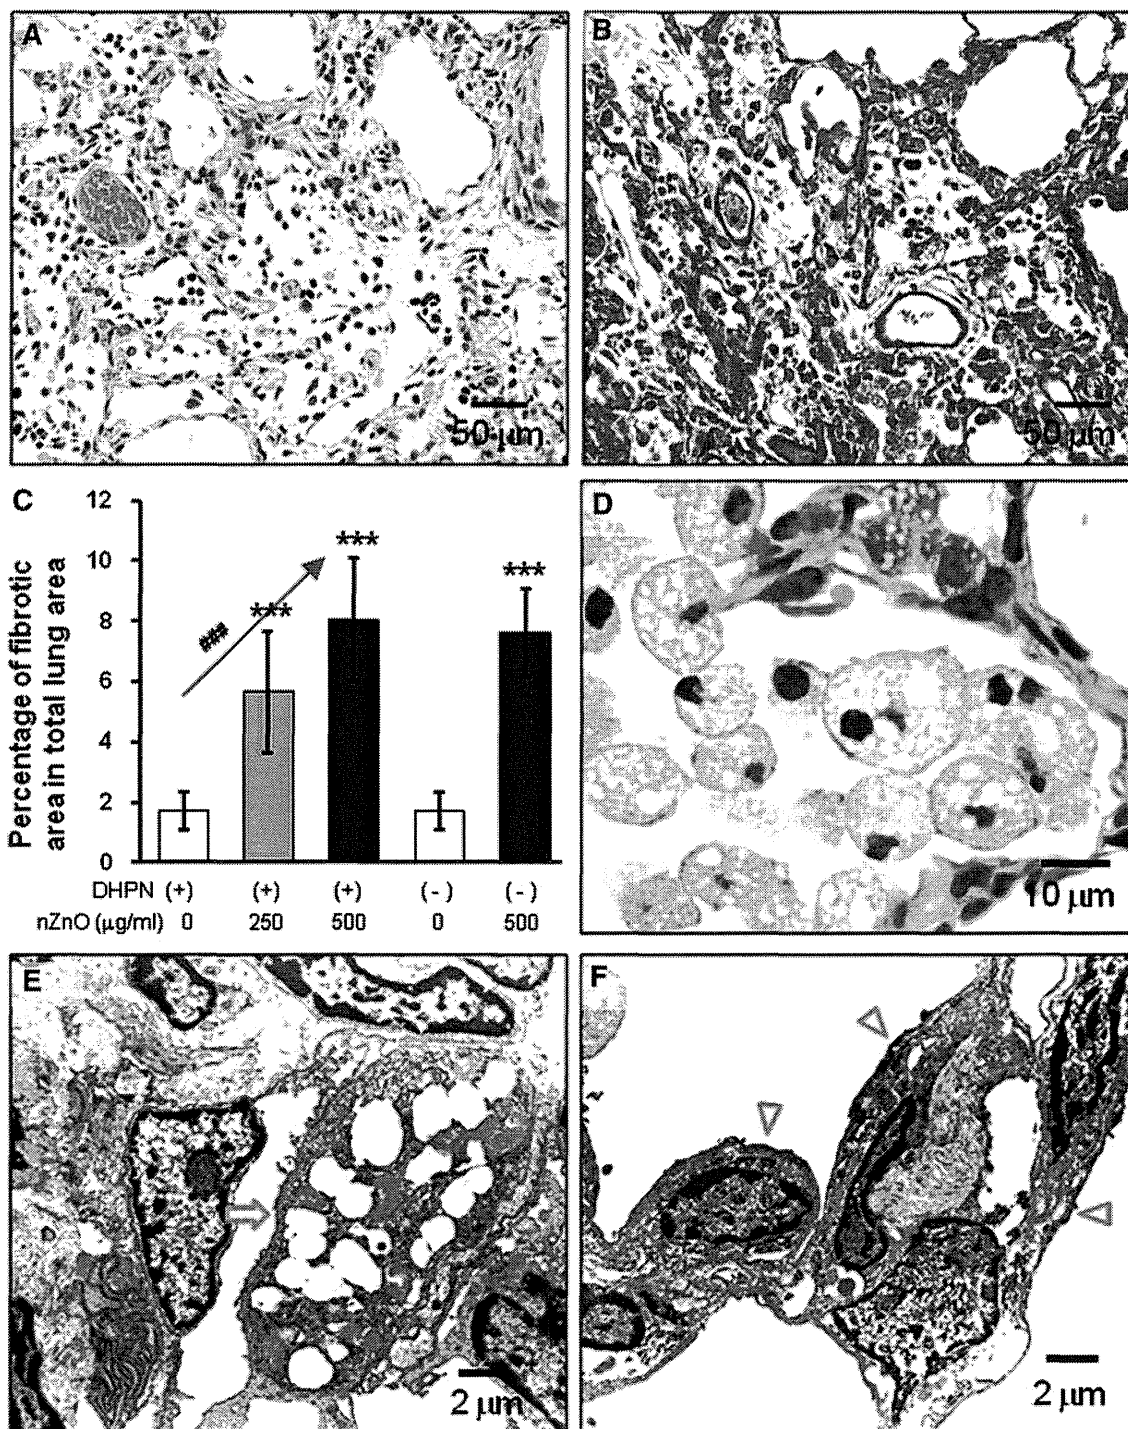 A
50 μm
B
50 μm
C
Percentage of fibrotic
area in total lung area
12
10
8
6
4
2
0
###
***
***
***
DHPN (+) (+) (+) (-) (-)
nZnO (μg/ml) 0 250 500 0 500
D
10 μm
E
2 μm
F
2 μm